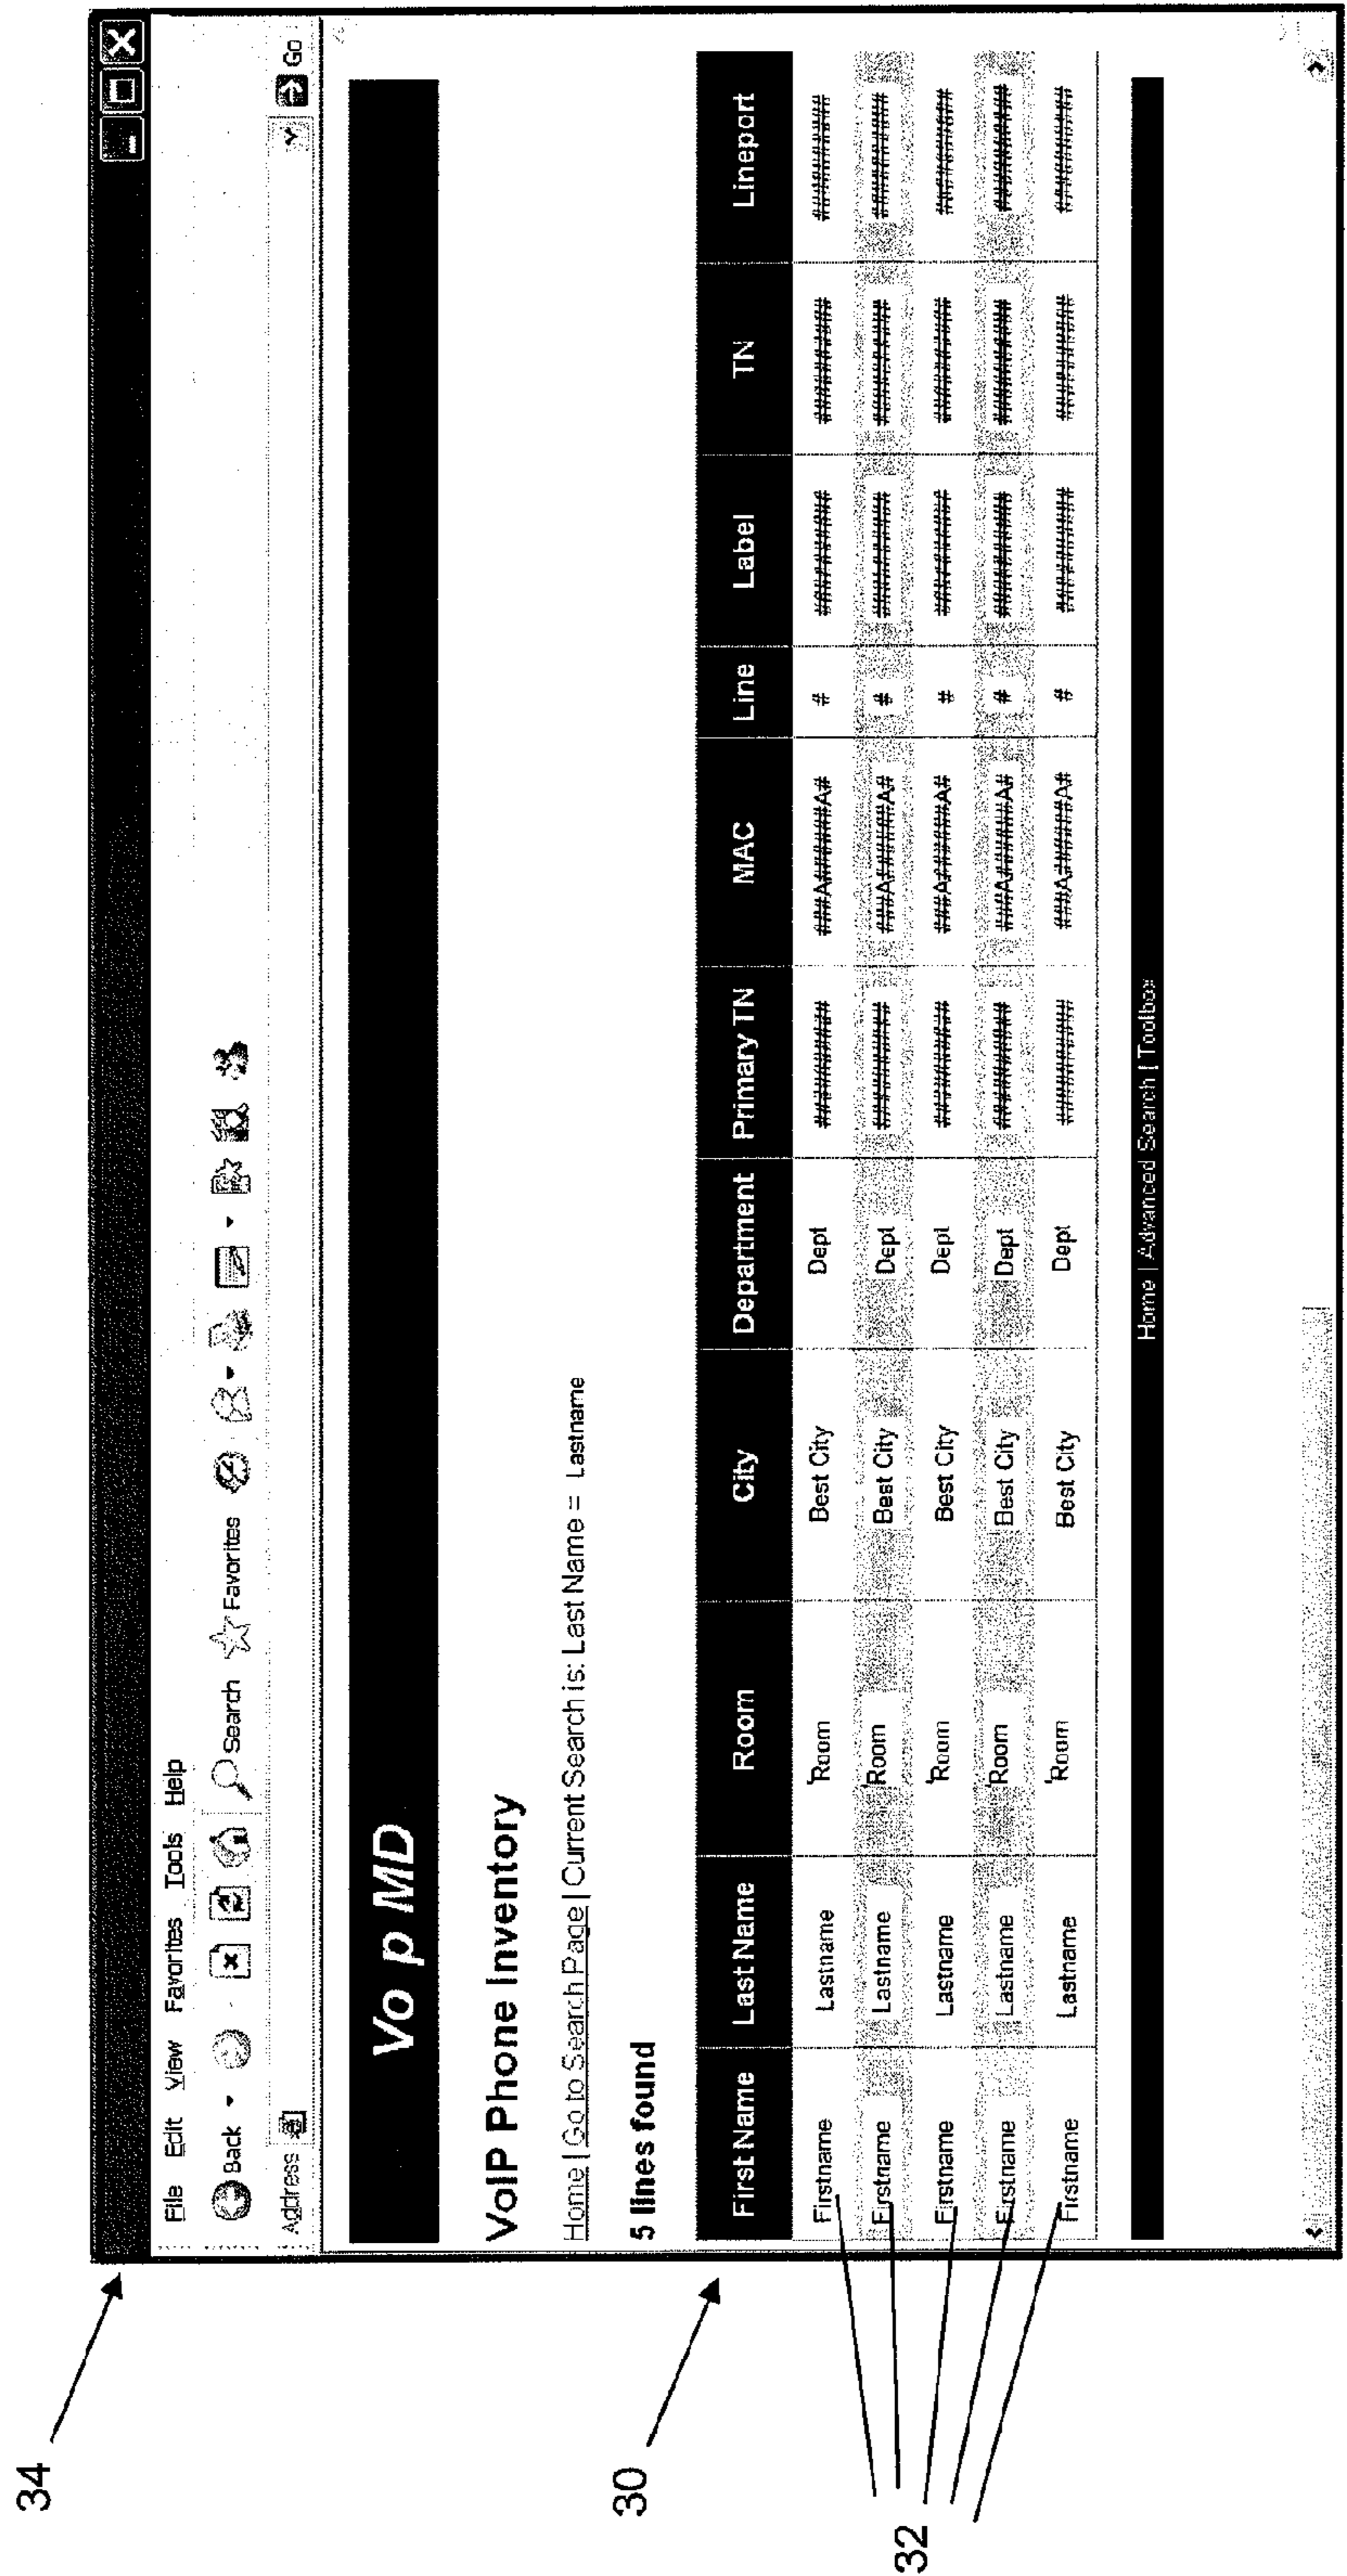 34
File Edit View Favorites Tools Help
Back Search Favorites
Address Go
Vo p MD
VoIP Phone Inventory
Home | Go to Search Page | Current Search is: Last Name = Lastname
5 lines found
30
First Name Last Name Room City Department Primary TN MAC Line Label TN Lineport
Firstname Lastname 'Room Best City Dept ########## ###A######A# # ########## ########## ##########
Firstname Lastname 'Room Best City Dept ########## ###A######A# # ########## ########## ##########
Firstname Lastname 'Room Best City Dept ########## ###A######A# # ########## ########## ##########
Firstname Lastname 'Room Best City Dept ########## ###A######A# # ########## ########## ##########
Firstname Lastname 'Room Best City Dept ########## ###A######A# # ########## ########## ##########
32
Home | Advanced Search | Toolbox